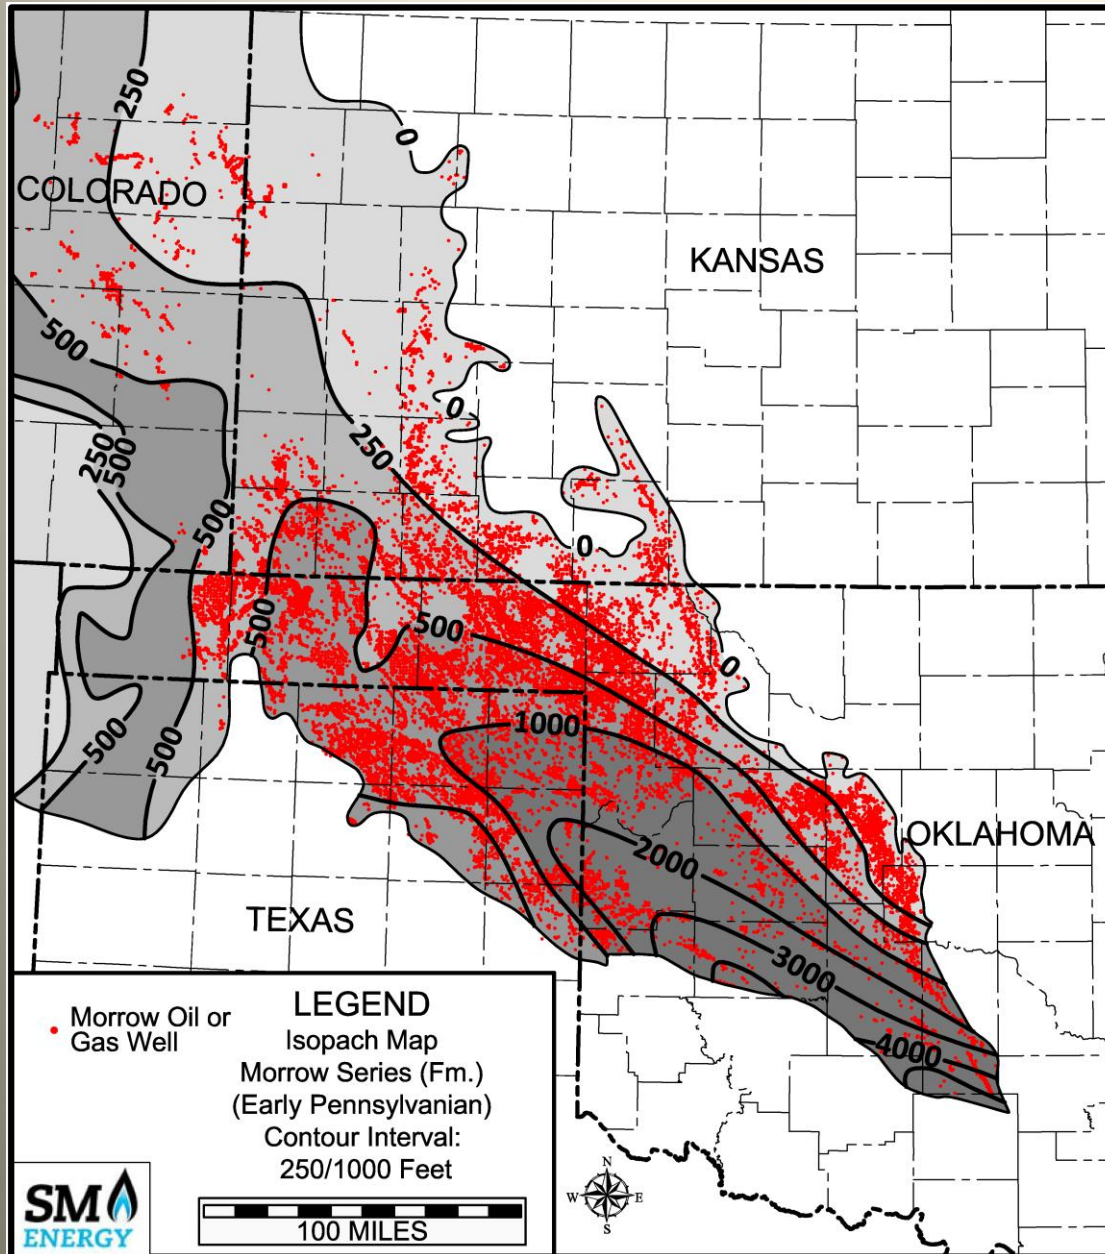 250
0
COLORADO
KANSAS
500
0
250
250
500
500
0
500
500
0
1000
500
500
2000
OKLAHOMA
TEXAS
3000
4000
LEGEND
Morrow Oil or
Gas Well
Isopach Map
Morrow Series (Fm.)
(Early Pennsylvanian)
Contour Interval:
250/1000 Feet
100 MILES
N
W
E
S
SM
ENERGY